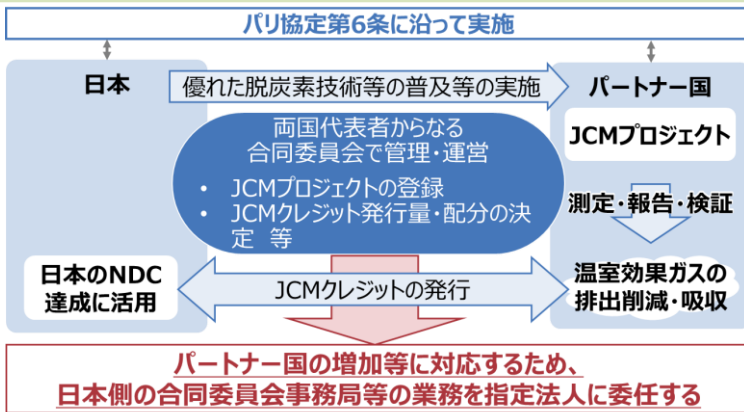 パリ協定第6条に沿って実施
日本
優れた脱炭素技術等の普及等の実施
パートナー国
両国代表者からなる
合同委員会で管理・運営
• JCMプロジェクトの登録
• JCMクレジット発行量・配分の決
定 等
JCMプロジェクト
測定・報告・検証
日本のNDC
達成に活用
JCMクレジットの発行
温室効果ガスの
排出削減・吸収
パートナー国の増加等に対応するため、
日本側の合同委員会事務局等の業務を指定法人に委任する